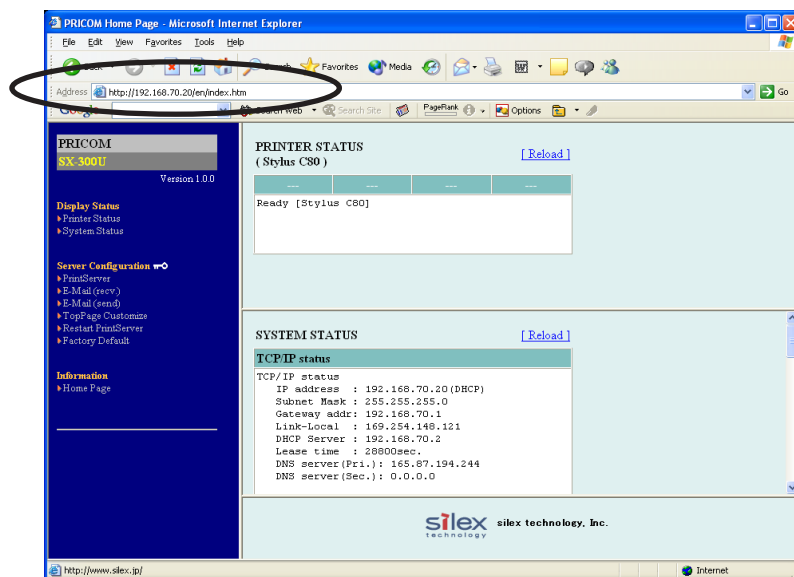 PRICOM Home Page - Microsoft Internet Explorer
File Edit View Favorites Tools Help
Search Favorites Media
Address http://192.168.70.20/en/index.htm Go
Search Web Search Site PageRank Options
PRICOM
SX-300U
Version 1.0.0
Display Status
Printer Status
System Status
Server Configuration
PrintServer
E-Mail (recv.)
E-Mail (send)
TopPage Customize
Restart PrintServer
Factory Default
Information
Home Page
PRINTER STATUS
( Stylus C80 )
[ Reload ]
--- --- --- ---
Ready [Stylus C80]
SYSTEM STATUS
[ Reload ]
TCP/IP status
TCP/IP status
IP address : 192.168.70.20(DHCP)
Subnet Mask : 255.255.255.0
Gateway addr: 192.168.70.1
Link-Local : 169.254.148.121
DHCP Server : 192.168.70.2
Lease time : 28800sec.
DNS server(Pri.): 165.87.194.244
DNS server(Sec.): 0.0.0.0
silex technology silex technology, Inc.
http://www.silex.jp/ Internet